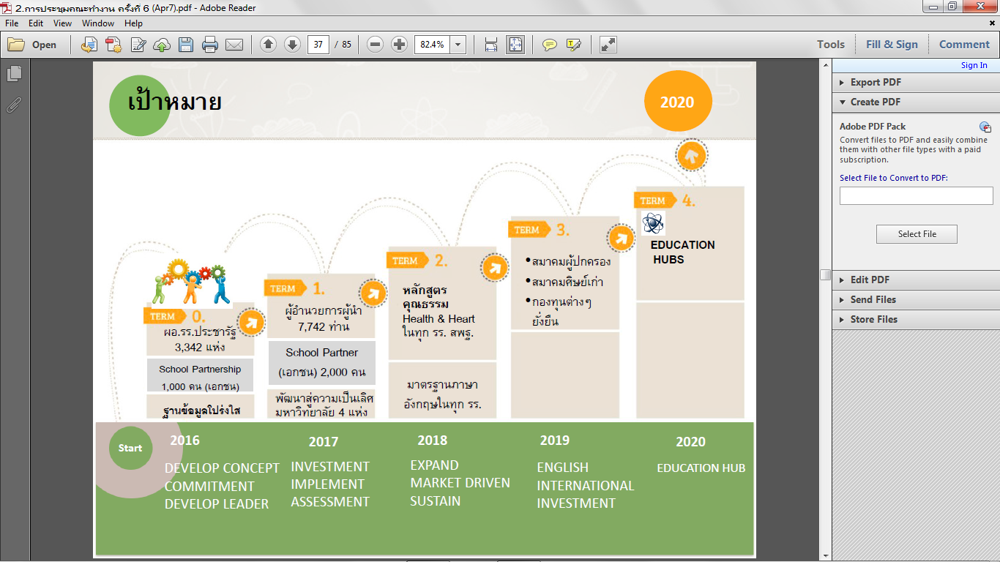 2.การประชุมคณะทำงาน ครั้งที่ 6 (Apr7).pdf - Adobe Reader
File Edit View Window Help
Open 37 / 85 82.4% Tools Fill & Sign Comment
Sign In
Export PDF
Create PDF
Adobe PDF Pack
Convert files to PDF and easily combine
them with other file types with a paid
subscription.
Select File to Convert to PDF:
Select File
Edit PDF
Send Files
Store Files
เป้าหมาย
2020
TERM 0.
ผอ.รร.ประชารัฐ
3,342 แห่ง
School Partnership
1,000 คน (เอกชน)
ฐานข้อมูลโปร่งใส
TERM 1.
ผู้อำนวยการผู้นำ
7,742 ท่าน
School Partner
(เอกชน) 2,000 คน
พัฒนาสู่ความเป็นเลิศ
มหาวิทยาลัย 4 แห่ง
TERM 2.
หลักสูตร
คุณธรรม
Health & Heart
ในทุก รร. สพฐ.
มาตรฐานภาษา
อังกฤษในทุก รร.
TERM 3.
•สมาคมผู้ปกครอง
•สมาคมศิษย์เก่า
•กองทุนต่างๆ
ยั่งยืน
TERM 4.
EDUCATION
HUBS
Start
2016
DEVELOP CONCEPT
COMMITMENT
DEVELOP LEADER
2017
INVESTMENT
IMPLEMENT
ASSESSMENT
2018
EXPAND
MARKET DRIVEN
SUSTAIN
2019
ENGLISH
INTERNATIONAL
INVESTMENT
2020
EDUCATION HUB